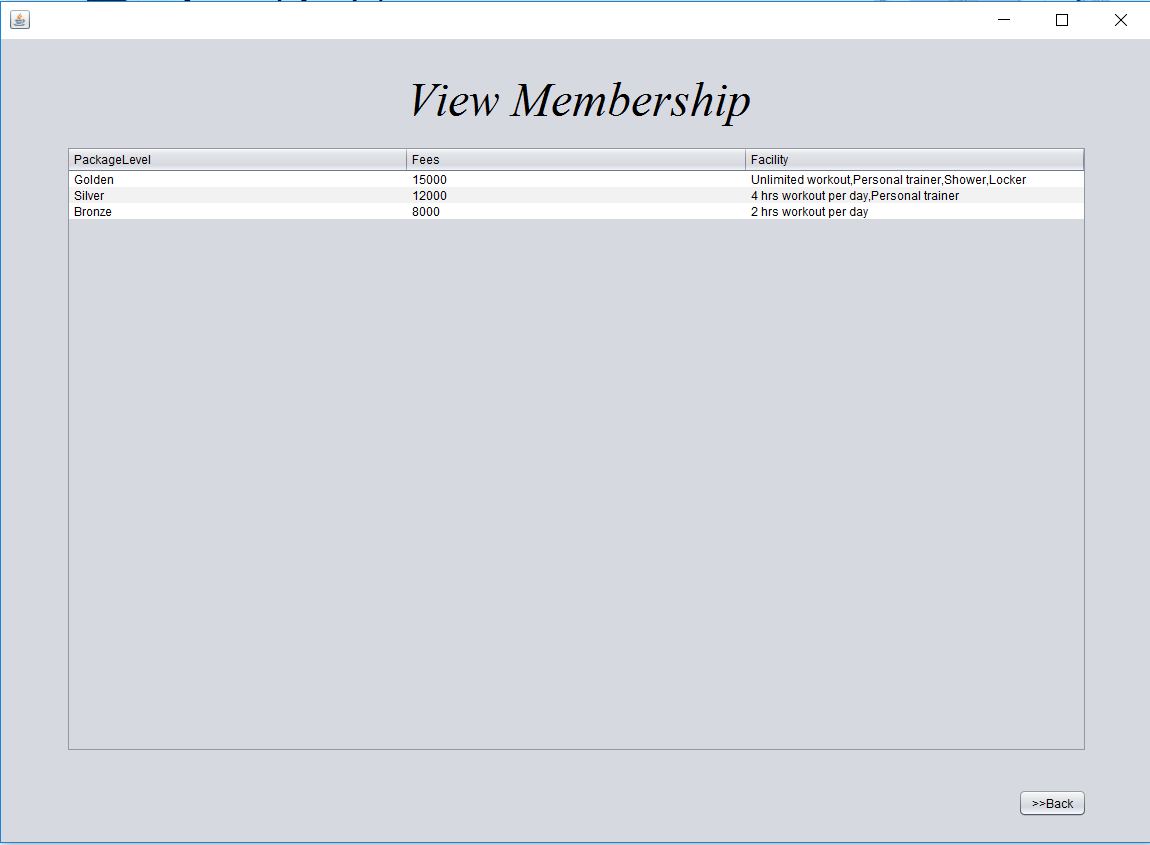 View Membership
PackageLevel Fees Facility
Golden 15000 Unlimited workout,Personal trainer,Shower,Locker
Silver 12000 4 hrs workout per day,Personal trainer
Bronze 8000 2 hrs workout per day
>>Back